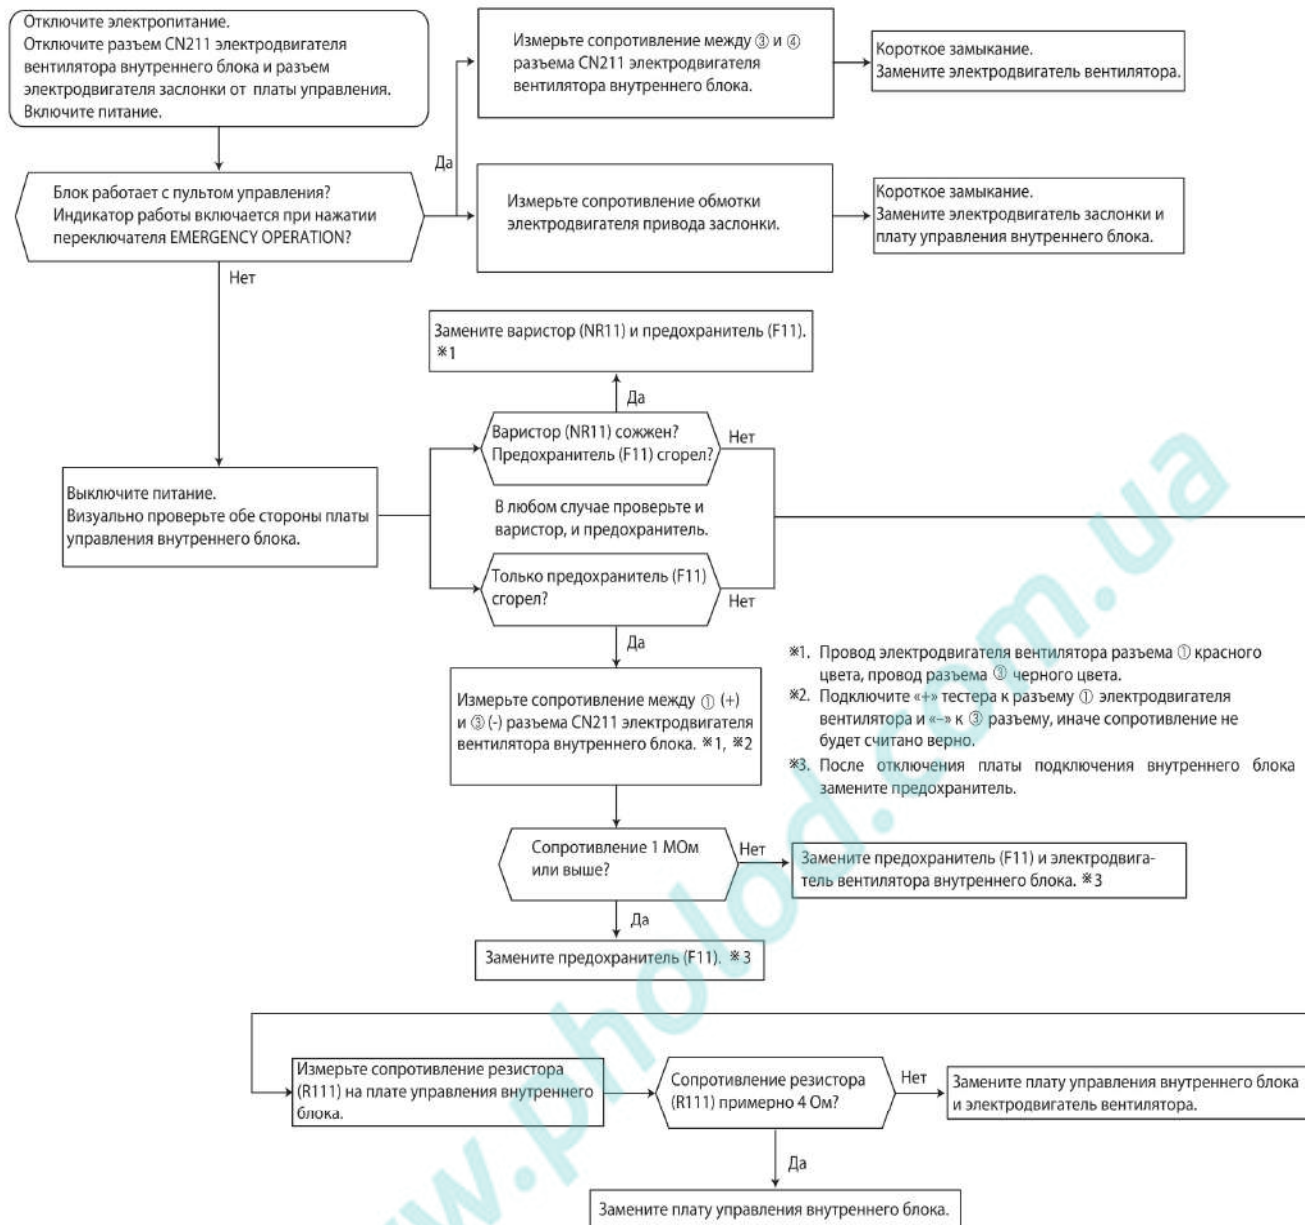 Отключите электропитание.
Отключите разъем CN211 электродвигателя
вентилятора внутреннего блока и разъем
электродвигателя заслонки от платы управления.
Включите питание.
Измерьте сопротивление между ③ и ④
разъема CN211 электродвигателя
вентилятора внутреннего блока.
Короткое замыкание.
Замените электродвигатель вентилятора.
Да
Блок работает с пультом управления?
Индикатор работы включается при нажатии
переключателя EMERGENCY OPERATION?
Измерьте сопротивление обмотки
электродвигателя привода заслонки.
Короткое замыкание.
Замените электродвигатель заслонки и
плату управления внутреннего блока.
Нет
Замените варистор (NR11) и предохранитель (F11).
※1
Да
Варистор (NR11) сожжен?
Предохранитель (F11) сгорел?
Нет
Выключите питание.
Визуально проверьте обе стороны платы
управления внутреннего блока.
В любом случае проверьте и
варистор, и предохранитель.
Только предохранитель (F11)
сгорел?
Нет
Да
Измерьте сопротивление между ① (+)
и ③ (-) разъема CN211 электродвигателя
вентилятора внутреннего блока. ※1, ※2
※1. Провод электродвигателя вентилятора разъема ① красного
цвета, провод разъема ③ черного цвета.
※2. Подключите «+» тестера к разъему ① электродвигателя
вентилятора и «–» к ③ разъему, иначе сопротивление не
будет считано верно.
※3. После отключения платы подключения внутреннего блока
замените предохранитель.
Сопротивление 1 МОм
или выше?
Нет
Замените предохранитель (F11) и электродвига-
тель вентилятора внутреннего блока. ※3
Да
Замените предохранитель (F11). ※3
Измерьте сопротивление резистора
(R111) на плате управления внутреннего
блока.
Сопротивление резистора
(R111) примерно 4 Ом?
Нет
Замените плату управления внутреннего блока
и электродвигатель вентилятора.
Да
Замените плату управления внутреннего блока.
www.pholod.com.ua